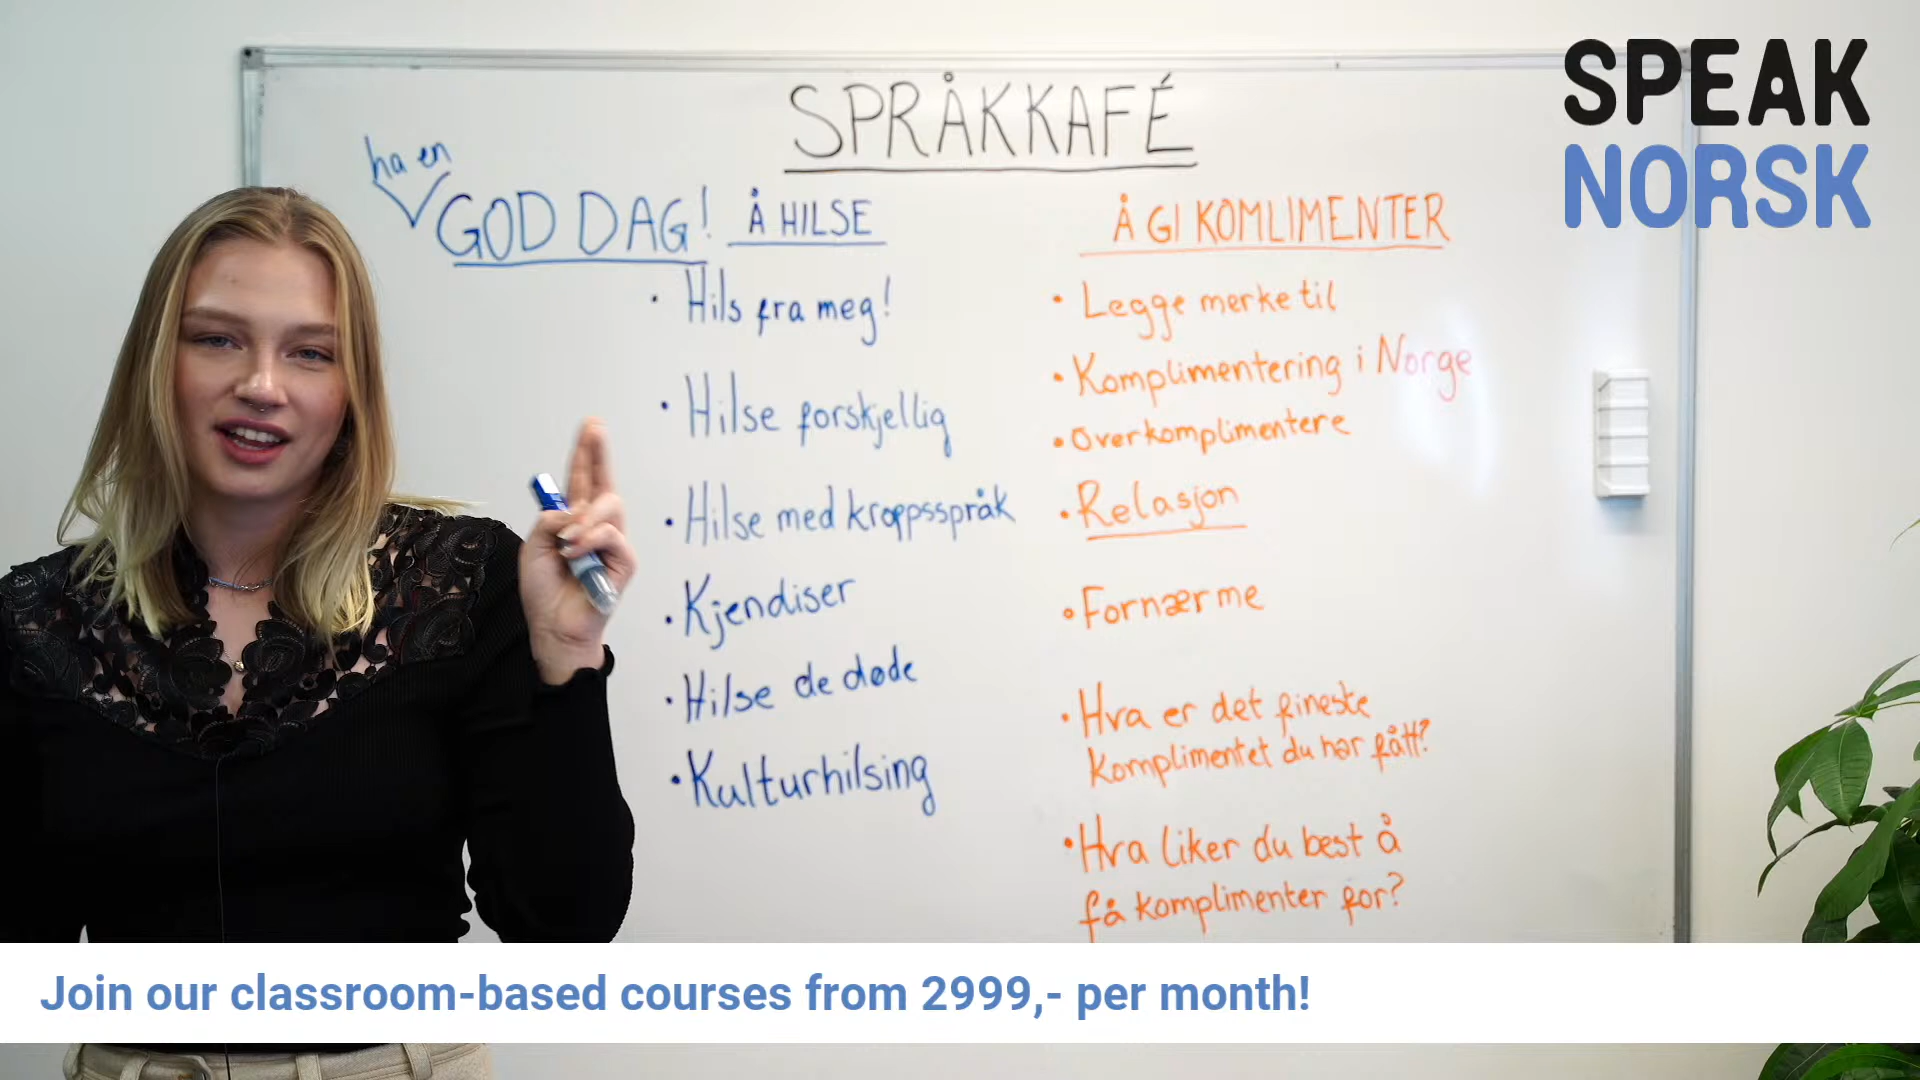 SPRÅKKAFÉ
SPEAK
NORSK
ha en
GOD DAG!
Å HILSE
• Hils fra meg!
• Hilse forskjellig
• Hilse med kroppsspråk
• Kjendiser
• Hilse de døde
• Kulturhilsing
Å GI KOMLIMENTER
• Legge merke til
• Komplimentering i Norge
• Overkomplimentere
• Relasjon
• Fornærme
• Hva er det fineste
komplimentet du har fått?
• Hva liker du best å
få komplimenter for?
Join our classroom-based courses from 2999,- per month!